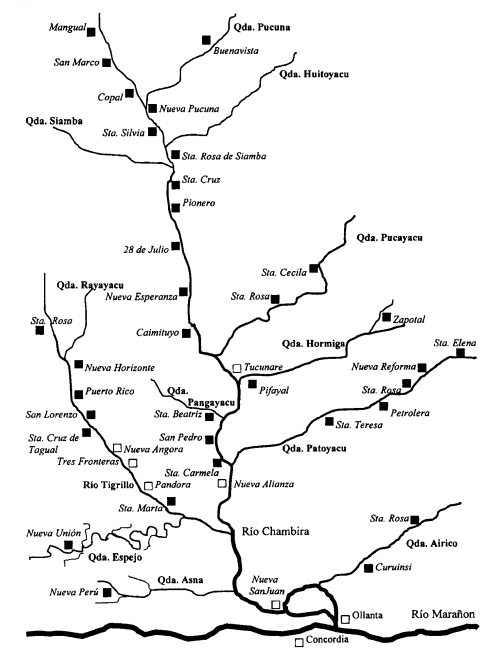 Mangual
Qda. Pucuna
Buenavista
San Marco
Qda. Huitoyacu
Copal
Nueva Pucuna
Qda. Siamba
Sta. Silvia
Sta. Rosa de Siamba
Sta. Cruz
Pionero
Qda. Pucayacu
28 de Julio
Sta. Cecila
Qda. Rayayacu
Nueva Esperanza
Sta. Rosa
Sta. Rosa
Zapotal
Caimituyo
Qda. Hormiga
Sta. Elena
Tucunare
Nueva Horizonte
Nueva Reforma
Qda.
Pangayacu
Pifayal
Sta. Rosa
Puerto Rico
San Lorenzo
Sta. Beatriz
Petrolera
Sta. Teresa
Sta. Cruz de
Tagual
Nueva Angora
San Pedro
Qda. Patoyacu
Tres Fronteras
Sta. Carmela
Río Tigrillo
Pandora
Nueva Alianza
Sta. Marta
Sta. Rosa
Nueva Unión
Río Chambira
Qda. Espejo
Qda. Airico
Curuinsi
Qda. Asna
Nueva
SanJuan
Nueva Perú
Ollanta
Río Marañon
Concordia